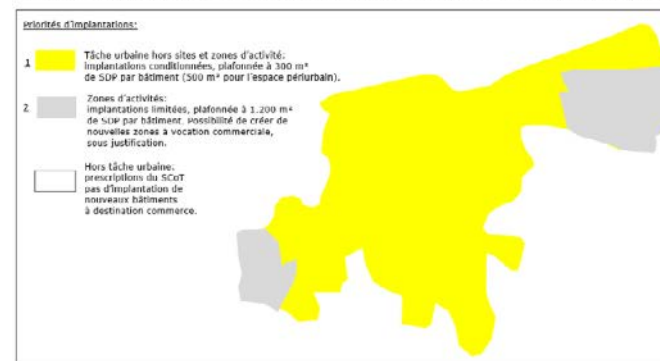 Priorités d'implantations:
1
Tâche urbaine hors sites et zones d'activité:
implantations conditionnées, plafonnée à 300 m²
de SDP par bâtiment (500 m² pour l'espace périurbain).
2
Zones d'activités:
implantations limitées, plafonnée à 1.200 m²
de SDP par bâtiment. Possibilité de créer de
nouvelles zones à vocation commerciale,
sous justification.
Hors tâche urbaine:
prescriptions du SCoT
pas d'implantation de
nouveaux bâtiments
à destination commerce.